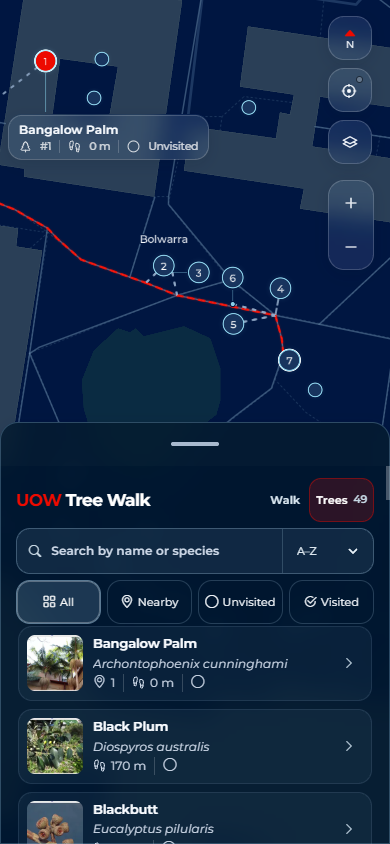 N
1
Bangalow Palm
#1 0 m Unvisited
Bolwarra
2
3
6
4
5
7
UOW Tree Walk
Walk
Trees 49
Search by name or species
A-Z
All
Nearby
Unvisited
Visited
Bangalow Palm
Archontophoenix cunninghami
1 0 m
Black Plum
Diospyros australis
170 m
Blackbutt
Eucalyptus pilularis